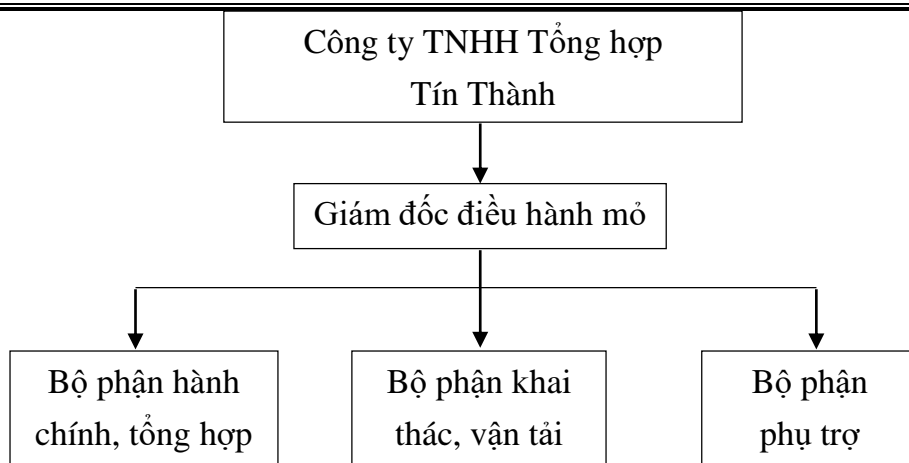 Công ty TNHH Tổng hợp
Tín Thành
Giám đốc điều hành mỏ
Bộ phận hành
chính, tổng hợp
Bộ phận khai
thác, vận tải
Bộ phận
phụ trợ